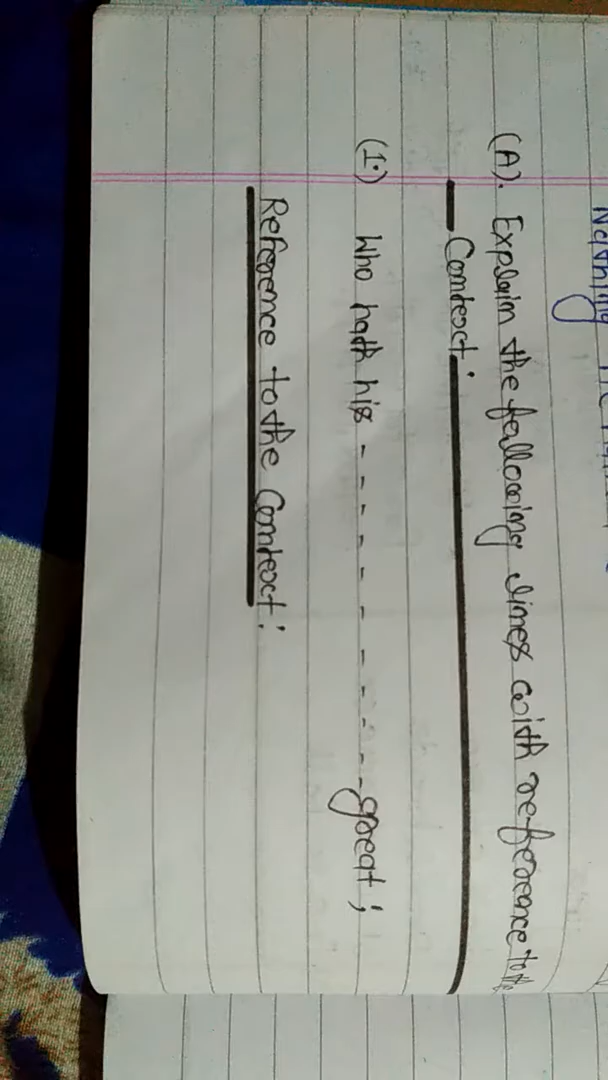 (A). Explain the following lines with reference to the
Context:
(1.) Who hath his - - - - - - - - - - great;
Reference to the Context: